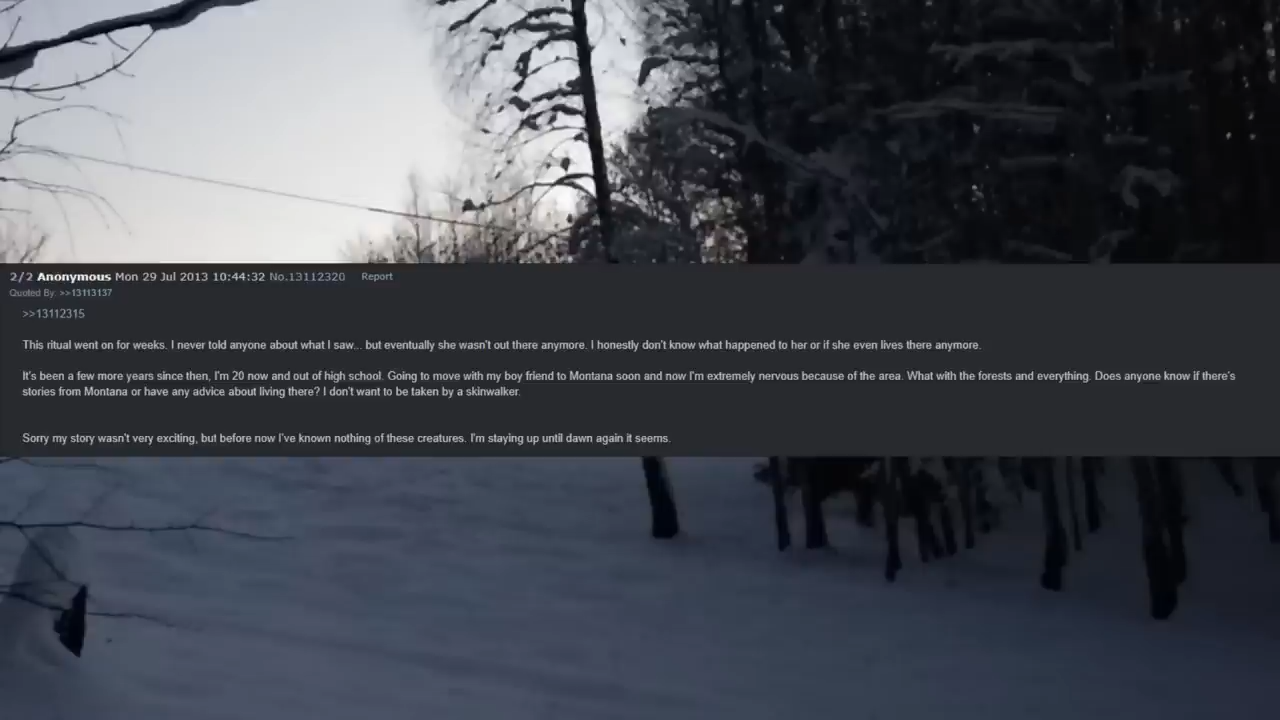 2/2 Anonymous Mon 29 Jul 2013 10:44:32 No.13112320 Report
Quoted By: >>13113137
>>13112315
This ritual went on for weeks. I never told anyone about what I saw... but eventually she wasn't out there anymore. I honestly don't know what happened to her or if she even lives there anymore.
It's been a few more years since then, I'm 20 now and out of high school. Going to move with my boy friend to Montana soon and now I'm extremely nervous because of the area. What with the forests and everything. Does anyone know if there's
stories from Montana or have any advice about living there? I don't want to be taken by a skinwalker.
Sorry my story wasn't very exciting, but before now I've known nothing of these creatures. I'm staying up until dawn again it seems.